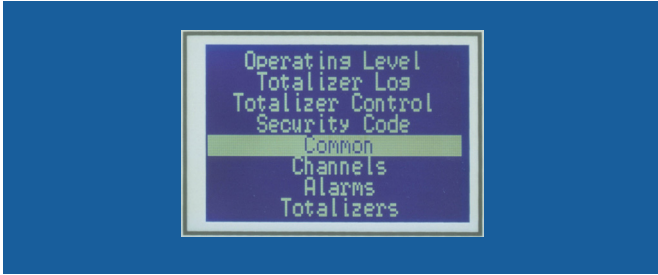 Operating Level
Totalizer Log
Totalizer Control
Security Code
Common
Channels
Alarms
Totalizers